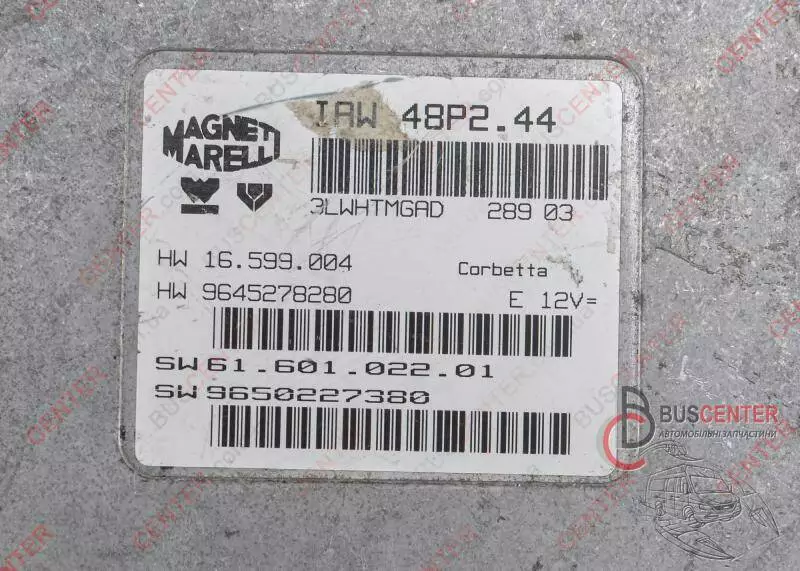 IAW 48P2.44
MAGNETI
MARELLI
3LWHTMGAD 289 03
HW 16.599.004 Corbetta
HW 9645278280 E 12V=
SW 61.601.022.01
SW 9650227380
BUSCENTER
АВТОМОБІЛЬНІ ЗАПЧАСТИНИ